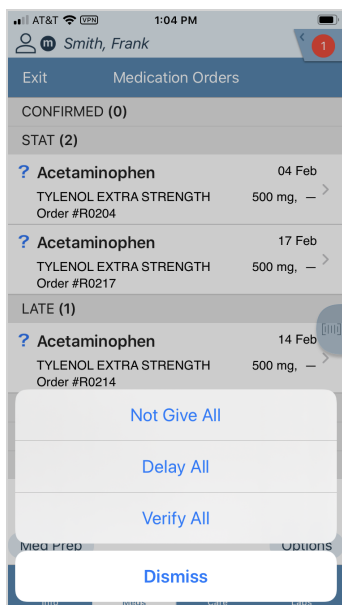 AT&T VPN 1:04 PM
m Smith, Frank 1
Exit Medication Orders
CONFIRMED (0)
STAT (2)
? Acetaminophen 04 Feb
TYLENOL EXTRA STRENGTH 500 mg, —
Order #R0204
? Acetaminophen 17 Feb
TYLENOL EXTRA STRENGTH 500 mg, —
Order #R0217
LATE (1)
? Acetaminophen 14 Feb
TYLENOL EXTRA STRENGTH 500 mg, —
Order #R0214
Not Give All
Delay All
Verify All
Med Prep Options
Dismiss